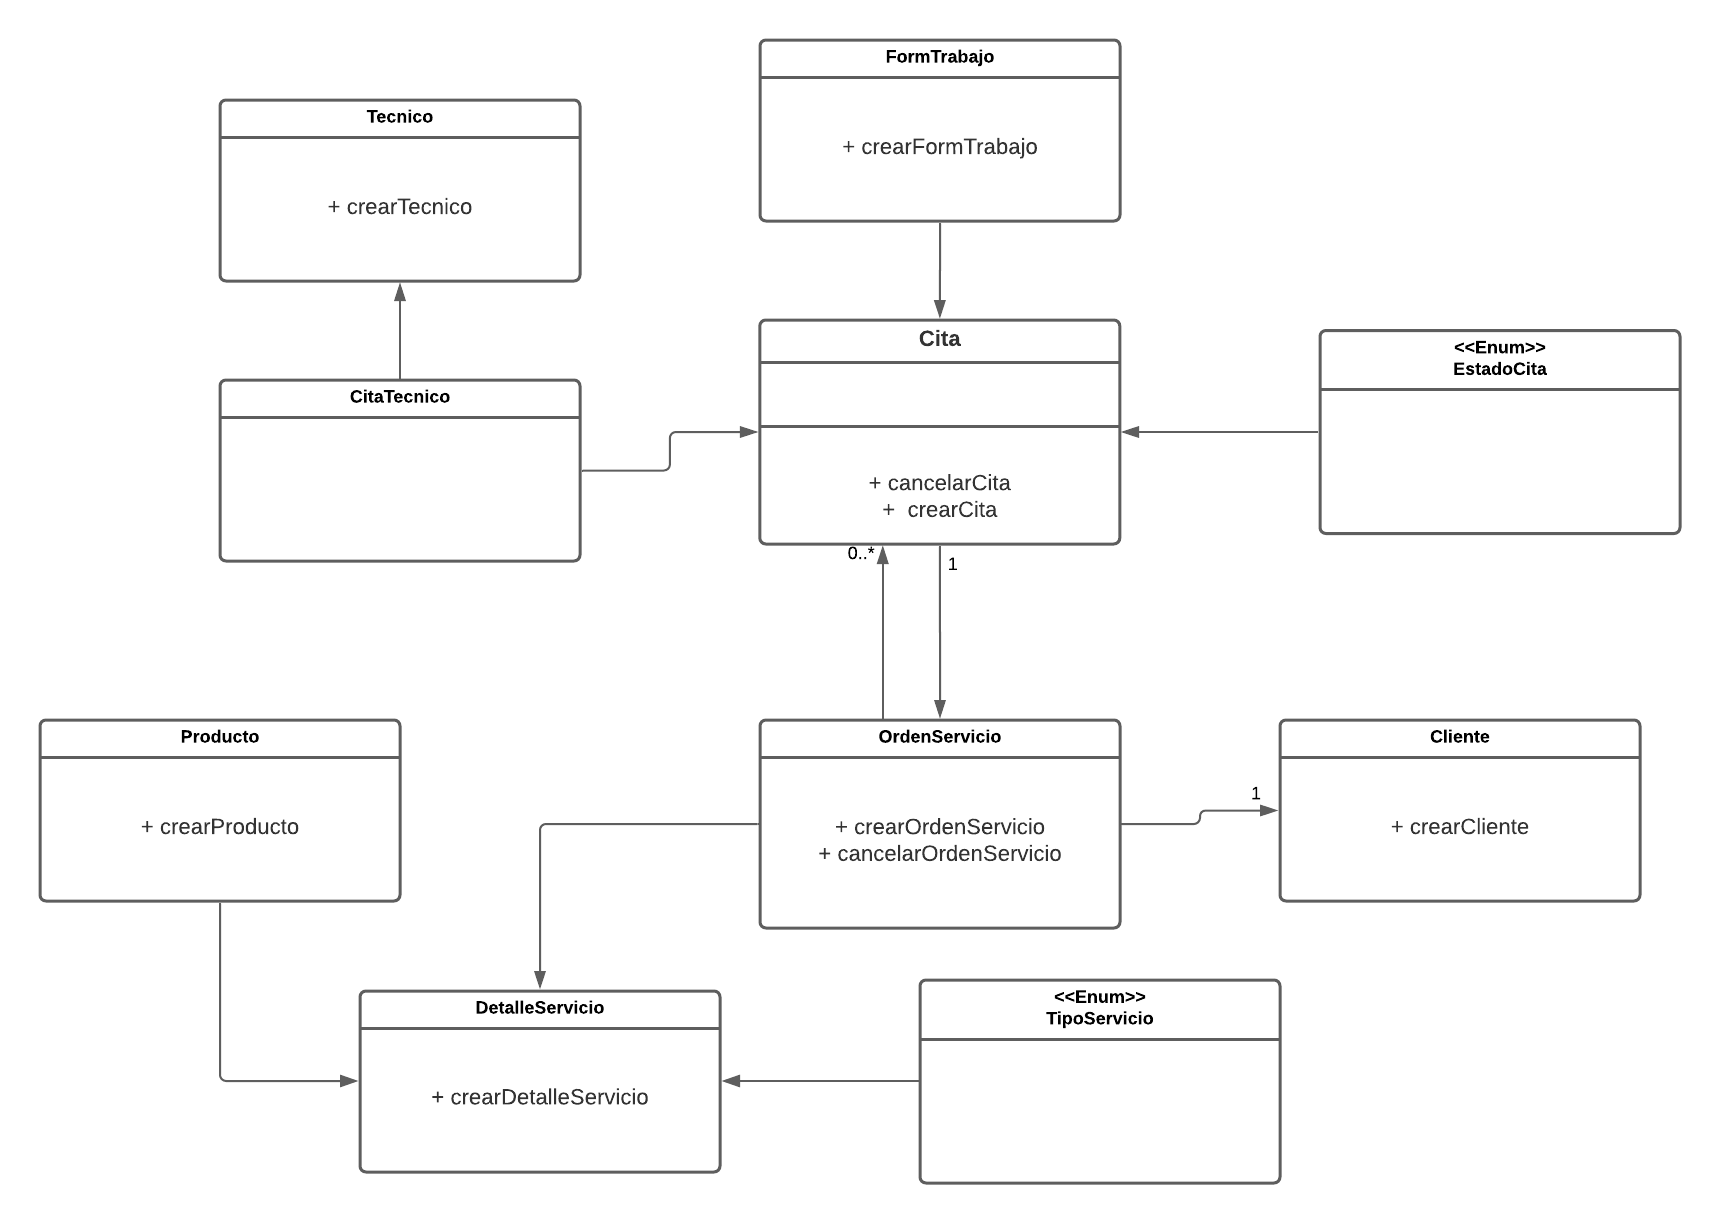 FormTrabajo
+ crearFormTrabajo
Tecnico
+ crearTecnico
Cita
+ cancelarCita
+ crearCita
<<Enum>>
EstadoCita
CitaTecnico
0..*
1
Producto
+ crearProducto
OrdenServicio
+ crearOrdenServicio
+ cancelarOrdenServicio
1
Cliente
+ crearCliente
DetalleServicio
+ crearDetalleServicio
<<Enum>>
TipoServicio